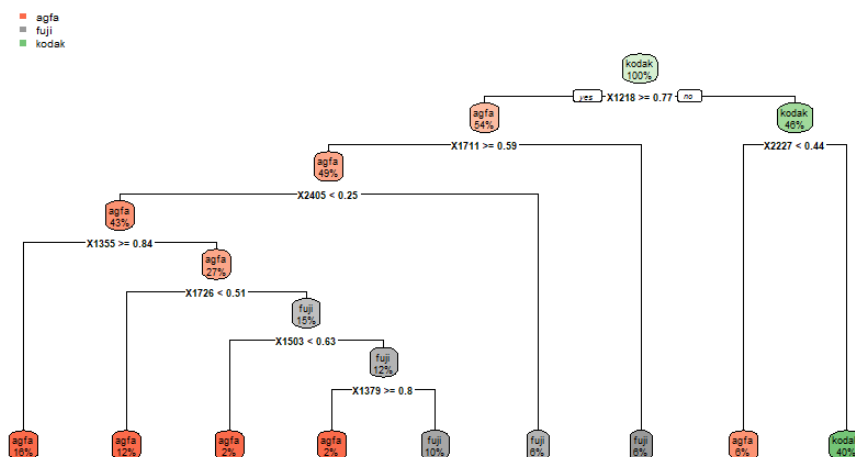 agfa
fuji
kodak
kodak
100%
yes X1218 >= 0.77 no
agfa
54%
kodak
46%
X1711 >= 0.59
X2227 < 0.44
agfa
49%
X2405 < 0.25
agfa
43%
X1355 >= 0.84
agfa
27%
X1726 < 0.51
fuji
15%
X1503 < 0.63
fuji
12%
X1379 >= 0.8
agfa
16%
agfa
12%
agfa
2%
agfa
2%
fuji
10%
fuji
6%
fuji
6%
agfa
6%
kodak
40%